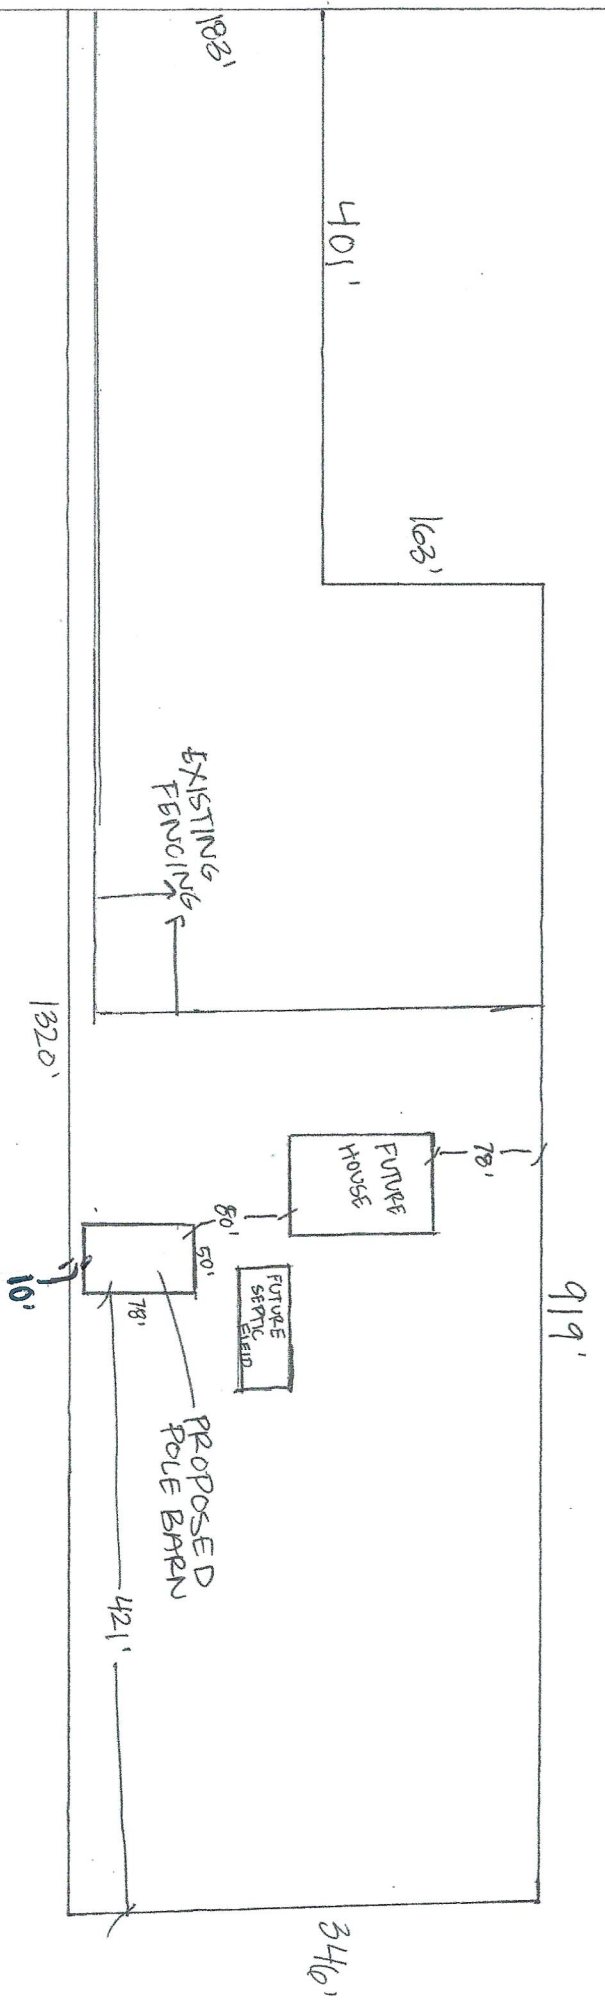 183'
401'
163'
EXISTING
FENCING
1320'
78'
FUTURE
HOUSE
80'
50'
78'
10'
FUTURE
SEPTIC
FIELD
919'
PROPOSED
POLE BARN
421'
346'